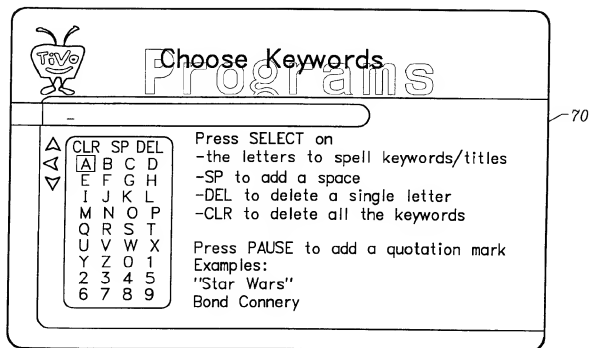 TiVo
Choose Keywords
Programs
70
_
CLR SP DEL
A B C D
E F G H
I J K L
M N O P
Q R S T
U V W X
Y Z 0 1
2 3 4 5
6 7 8 9
Press SELECT on
-the letters to spell keywords/titles
-SP to add a space
-DEL to delete a single letter
-CLR to delete all the keywords
Press PAUSE to add a quotation mark
Examples:
"Star Wars"
Bond Connery